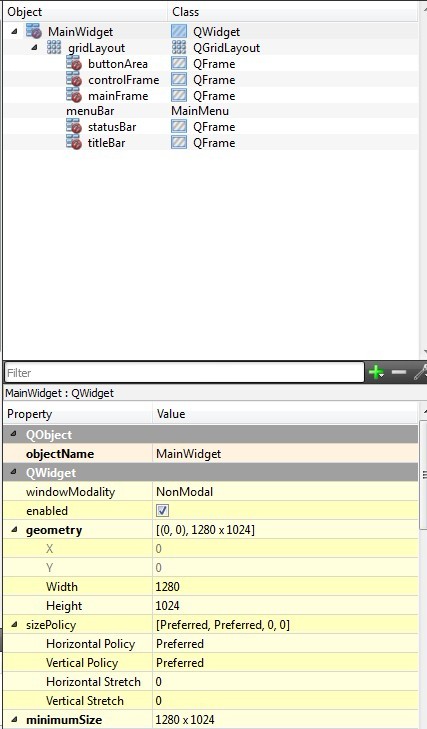 Object Class
MainWidget QWidget
gridLayout QGridLayout
buttonArea QFrame
controlFrame QFrame
mainFrame QFrame
menuBar MainMenu
statusBar QFrame
titleBar QFrame
Filter
MainWidget : QWidget
Property Value
QObject
objectName MainWidget
QWidget
windowModality NonModal
enabled
geometry [(0, 0), 1280 x 1024]
X 0
Y 0
Width 1280
Height 1024
sizePolicy [Preferred, Preferred, 0, 0]
Horizontal Policy Preferred
Vertical Policy Preferred
Horizontal Stretch 0
Vertical Stretch 0
minimumSize 1280 x 1024